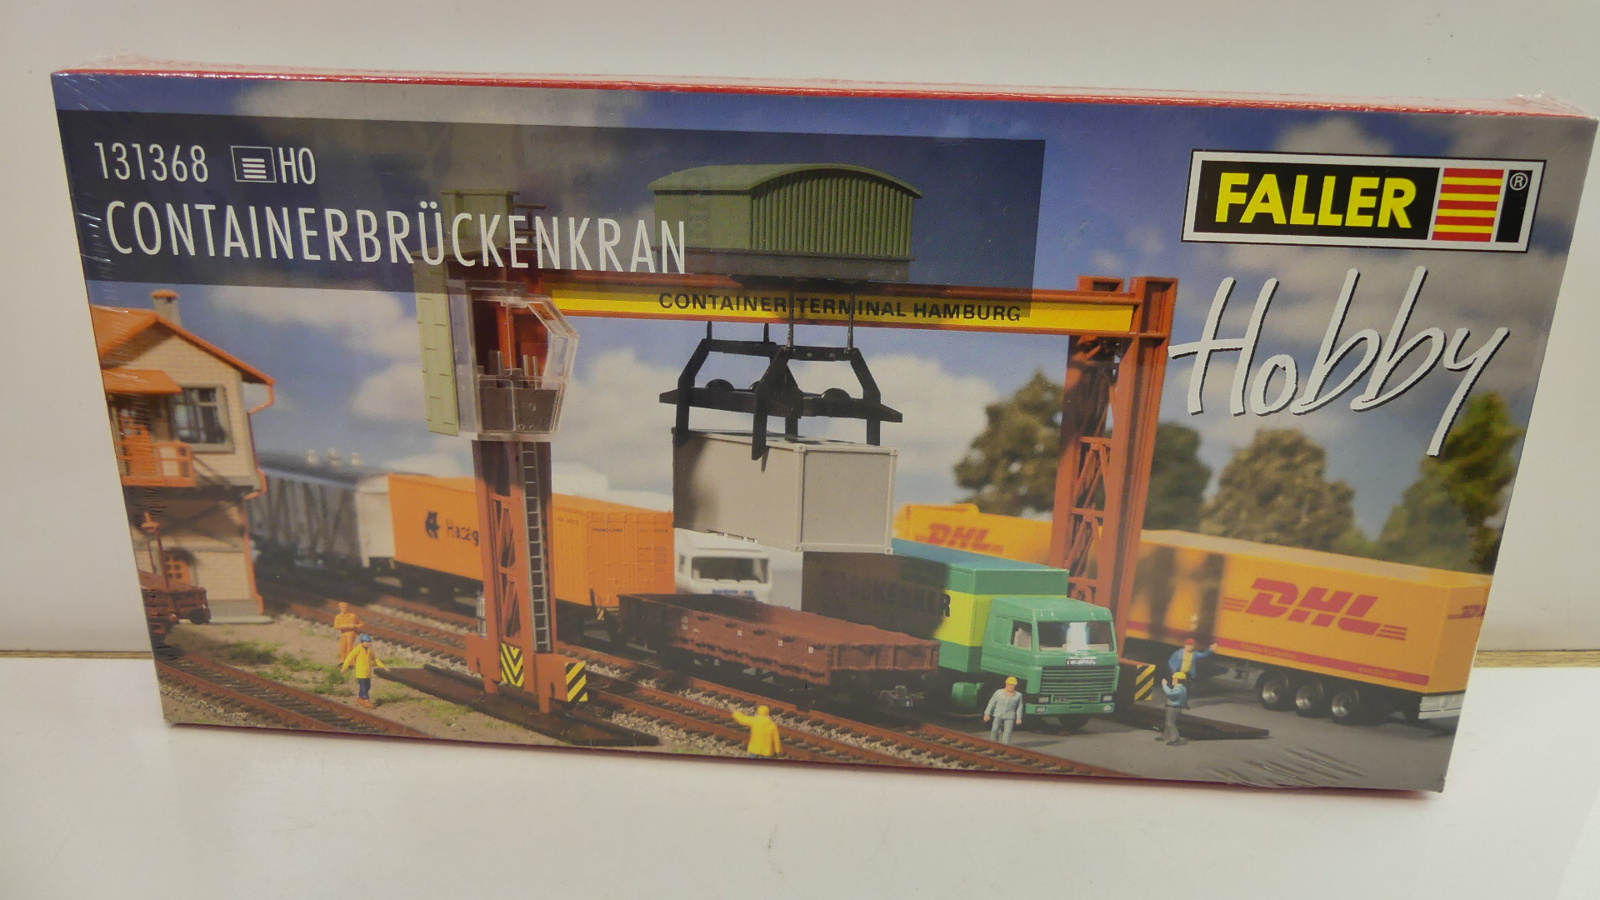 131368 H0
CONTAINERBRÜCKENKRAN
FALLER ®
Hobby
CONTAINER-TERMINAL HAMBURG
DHL
DHL